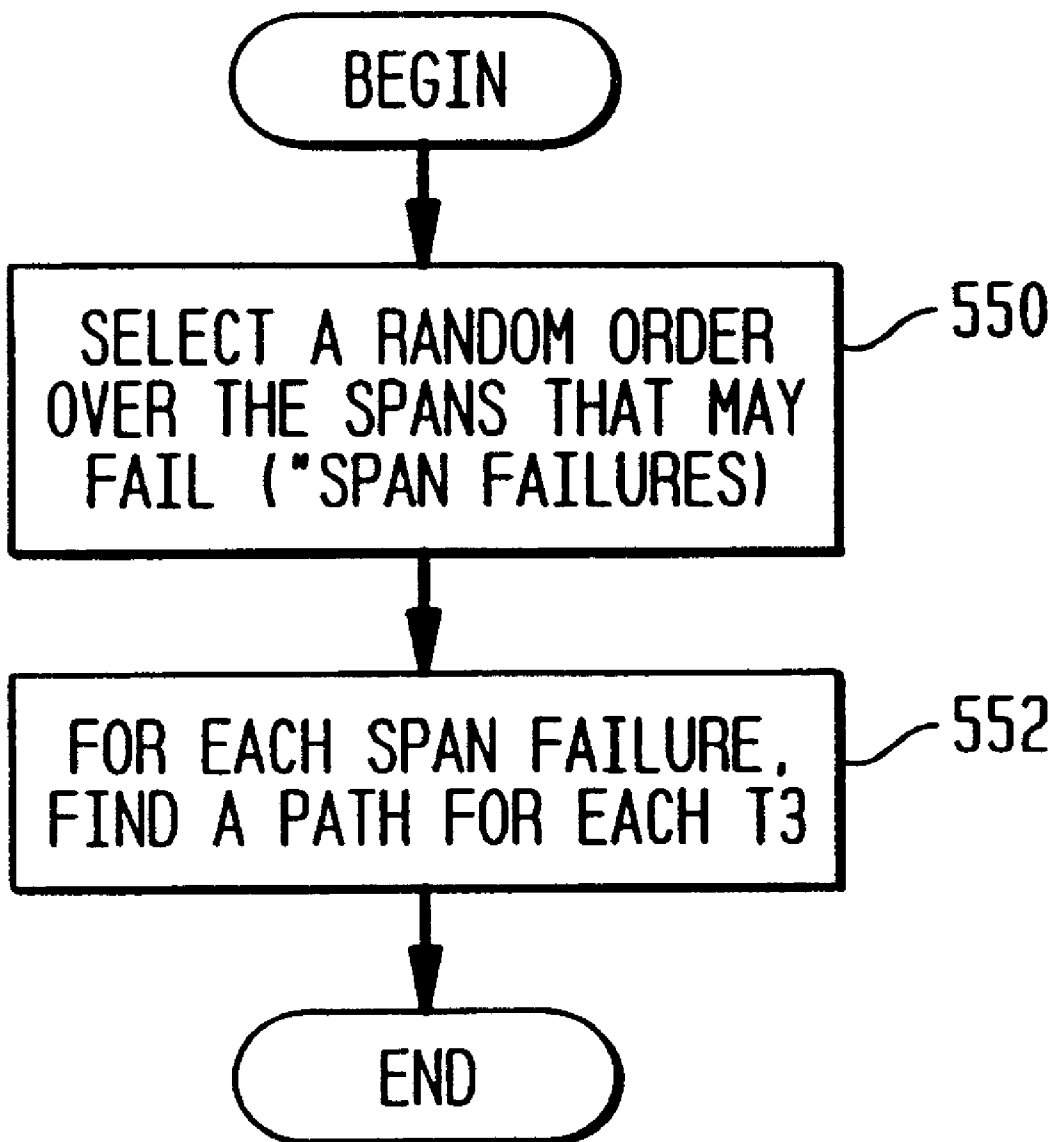 BEGIN
SELECT A RANDOM ORDER
OVER THE SPANS THAT MAY
FAIL ("SPAN FAILURES)
550
FOR EACH SPAN FAILURE,
FIND A PATH FOR EACH T3
552
END